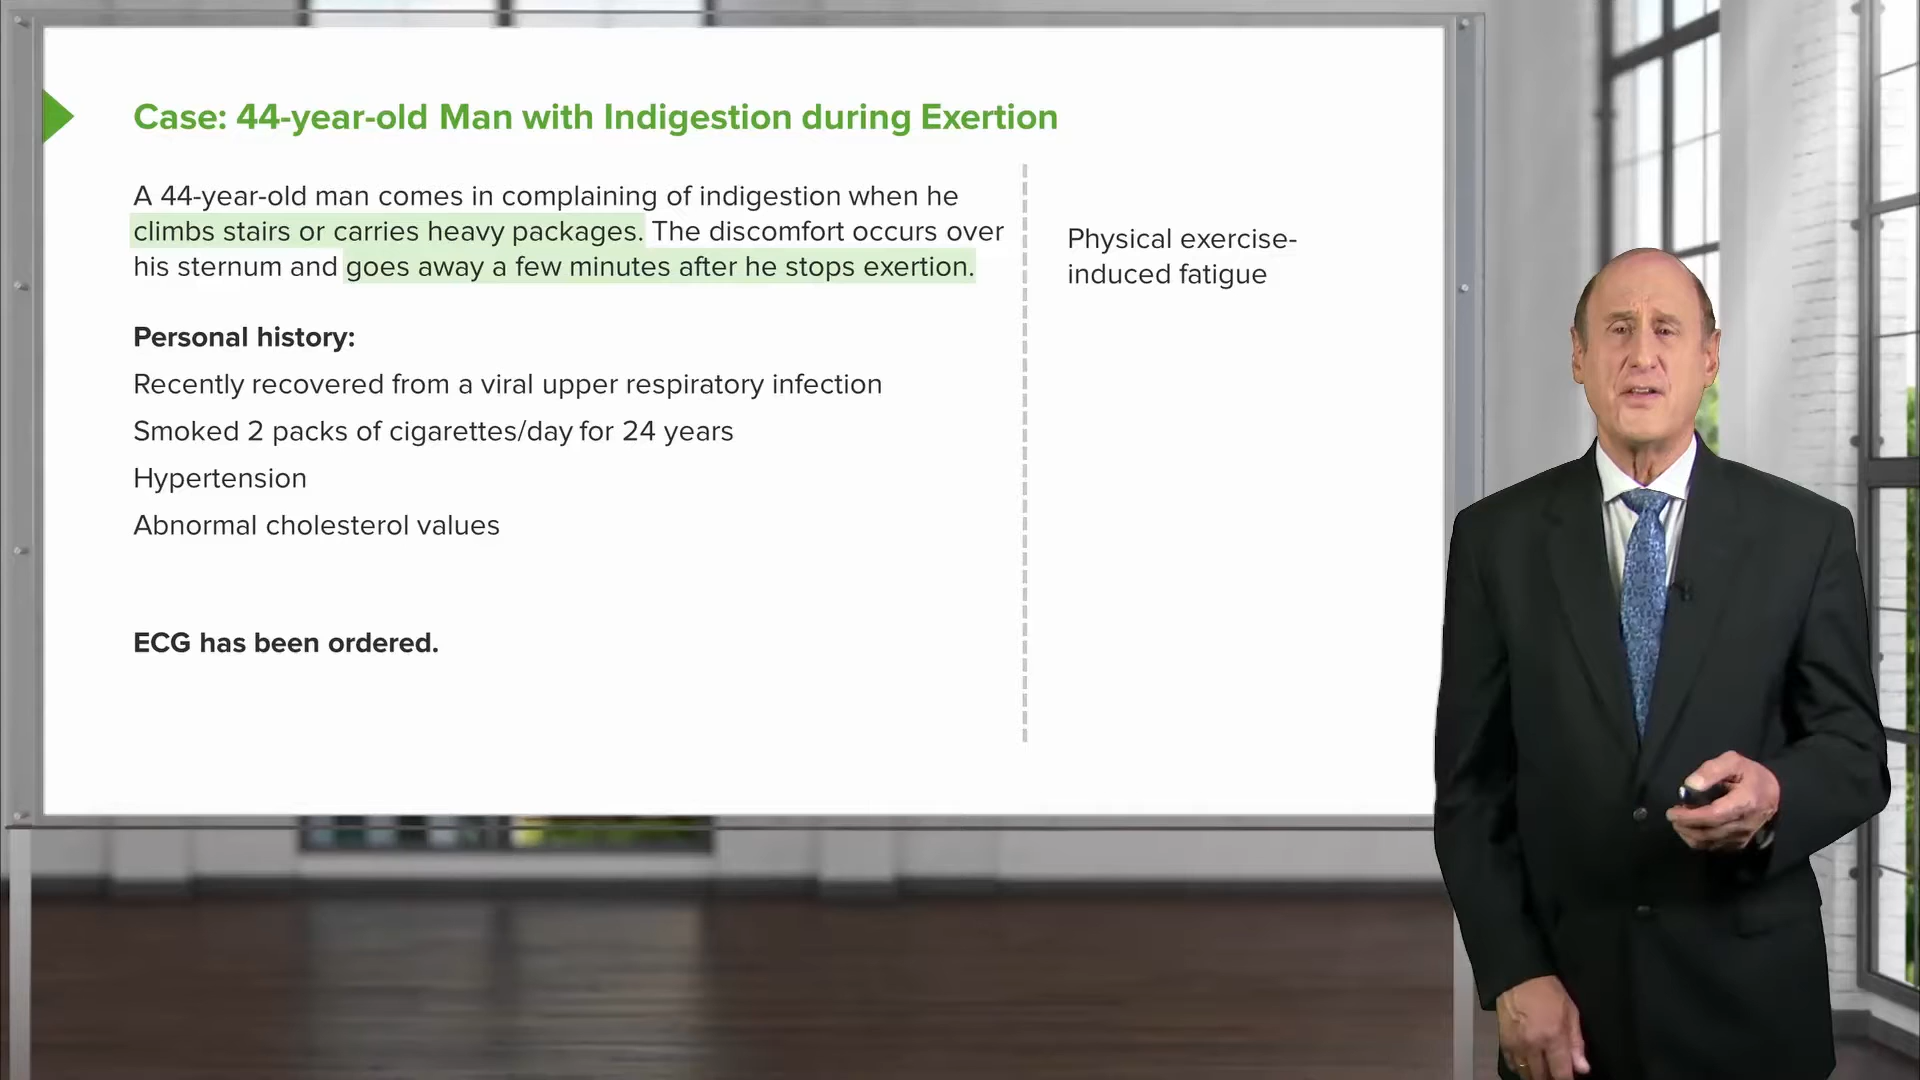 Case: 44-year-old Man with Indigestion during Exertion
A 44-year-old man comes in complaining of indigestion when he
climbs stairs or carries heavy packages. The discomfort occurs over
his sternum and goes away a few minutes after he stops exertion.
Personal history:
Recently recovered from a viral upper respiratory infection
Smoked 2 packs of cigarettes/day for 24 years
Hypertension
Abnormal cholesterol values
ECG has been ordered.
Physical exercise-
induced fatigue